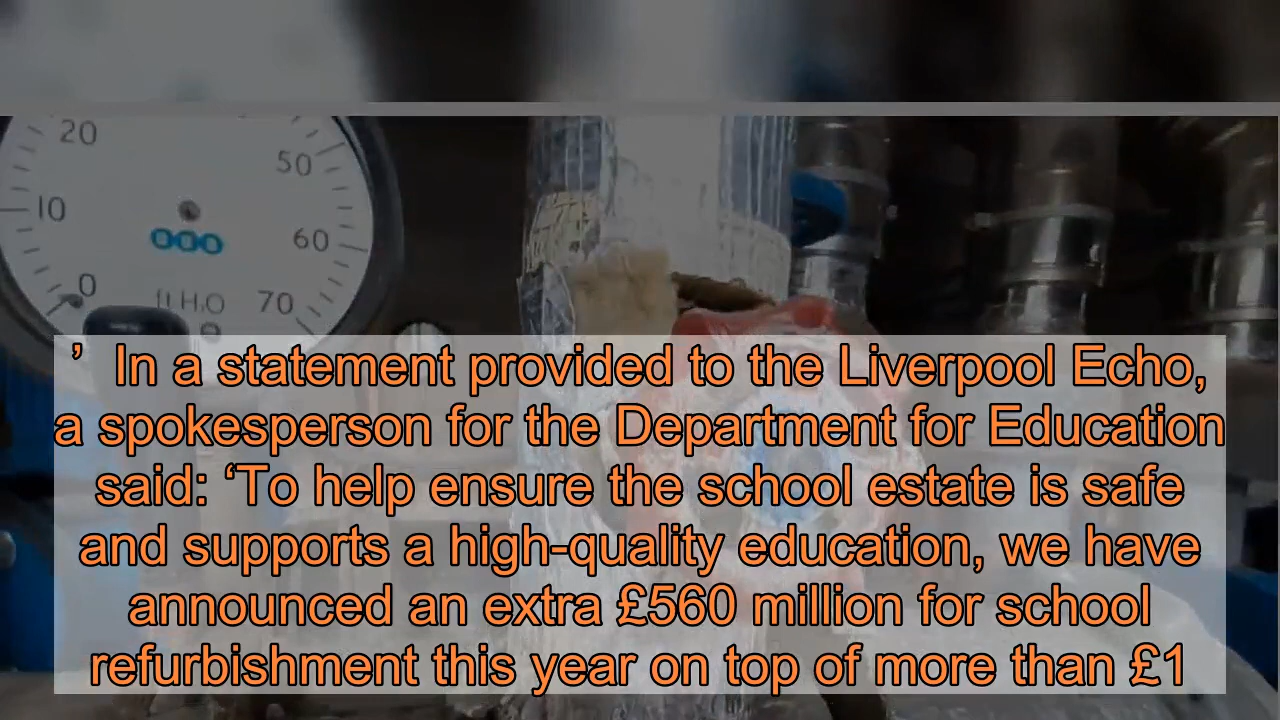 20
50
10
60
0
ft H₂O
70
’ In a statement provided to the Liverpool Echo,
a spokesperson for the Department for Education
said: ‘To help ensure the school estate is safe
and supports a high-quality education, we have
announced an extra £560 million for school
refurbishment this year on top of more than £1